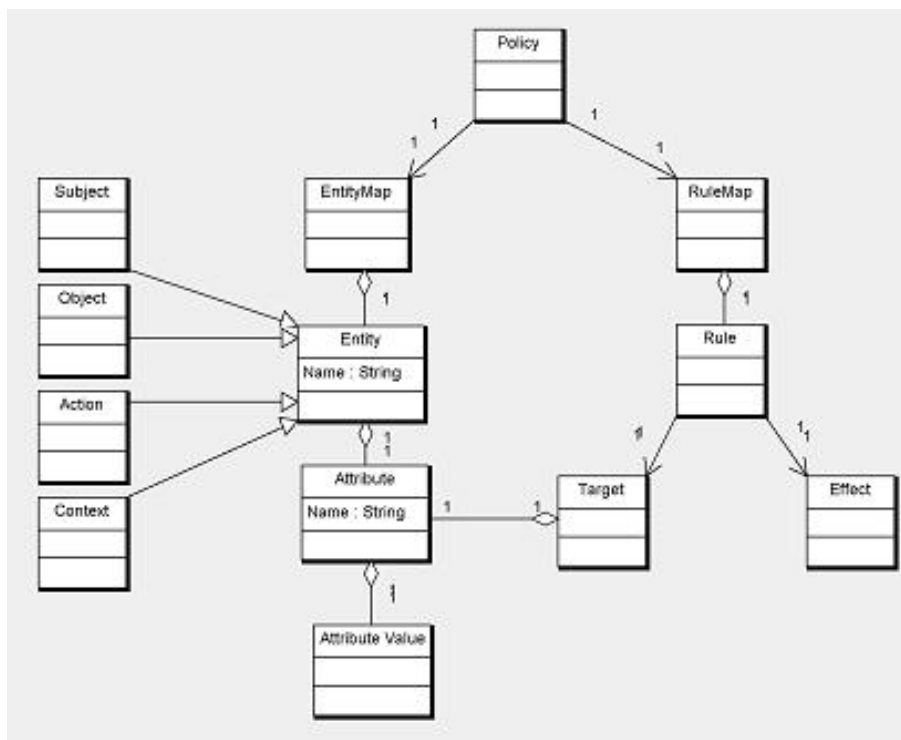 Policy
1
1
1
1
Subject
EntityMap
RuleMap
Object
1
1
Entity
Rule
Name : String
Action
1
1
1
1
1
Attribute
Target
Effect
Context
Name : String
1
1
1
Attribute Value